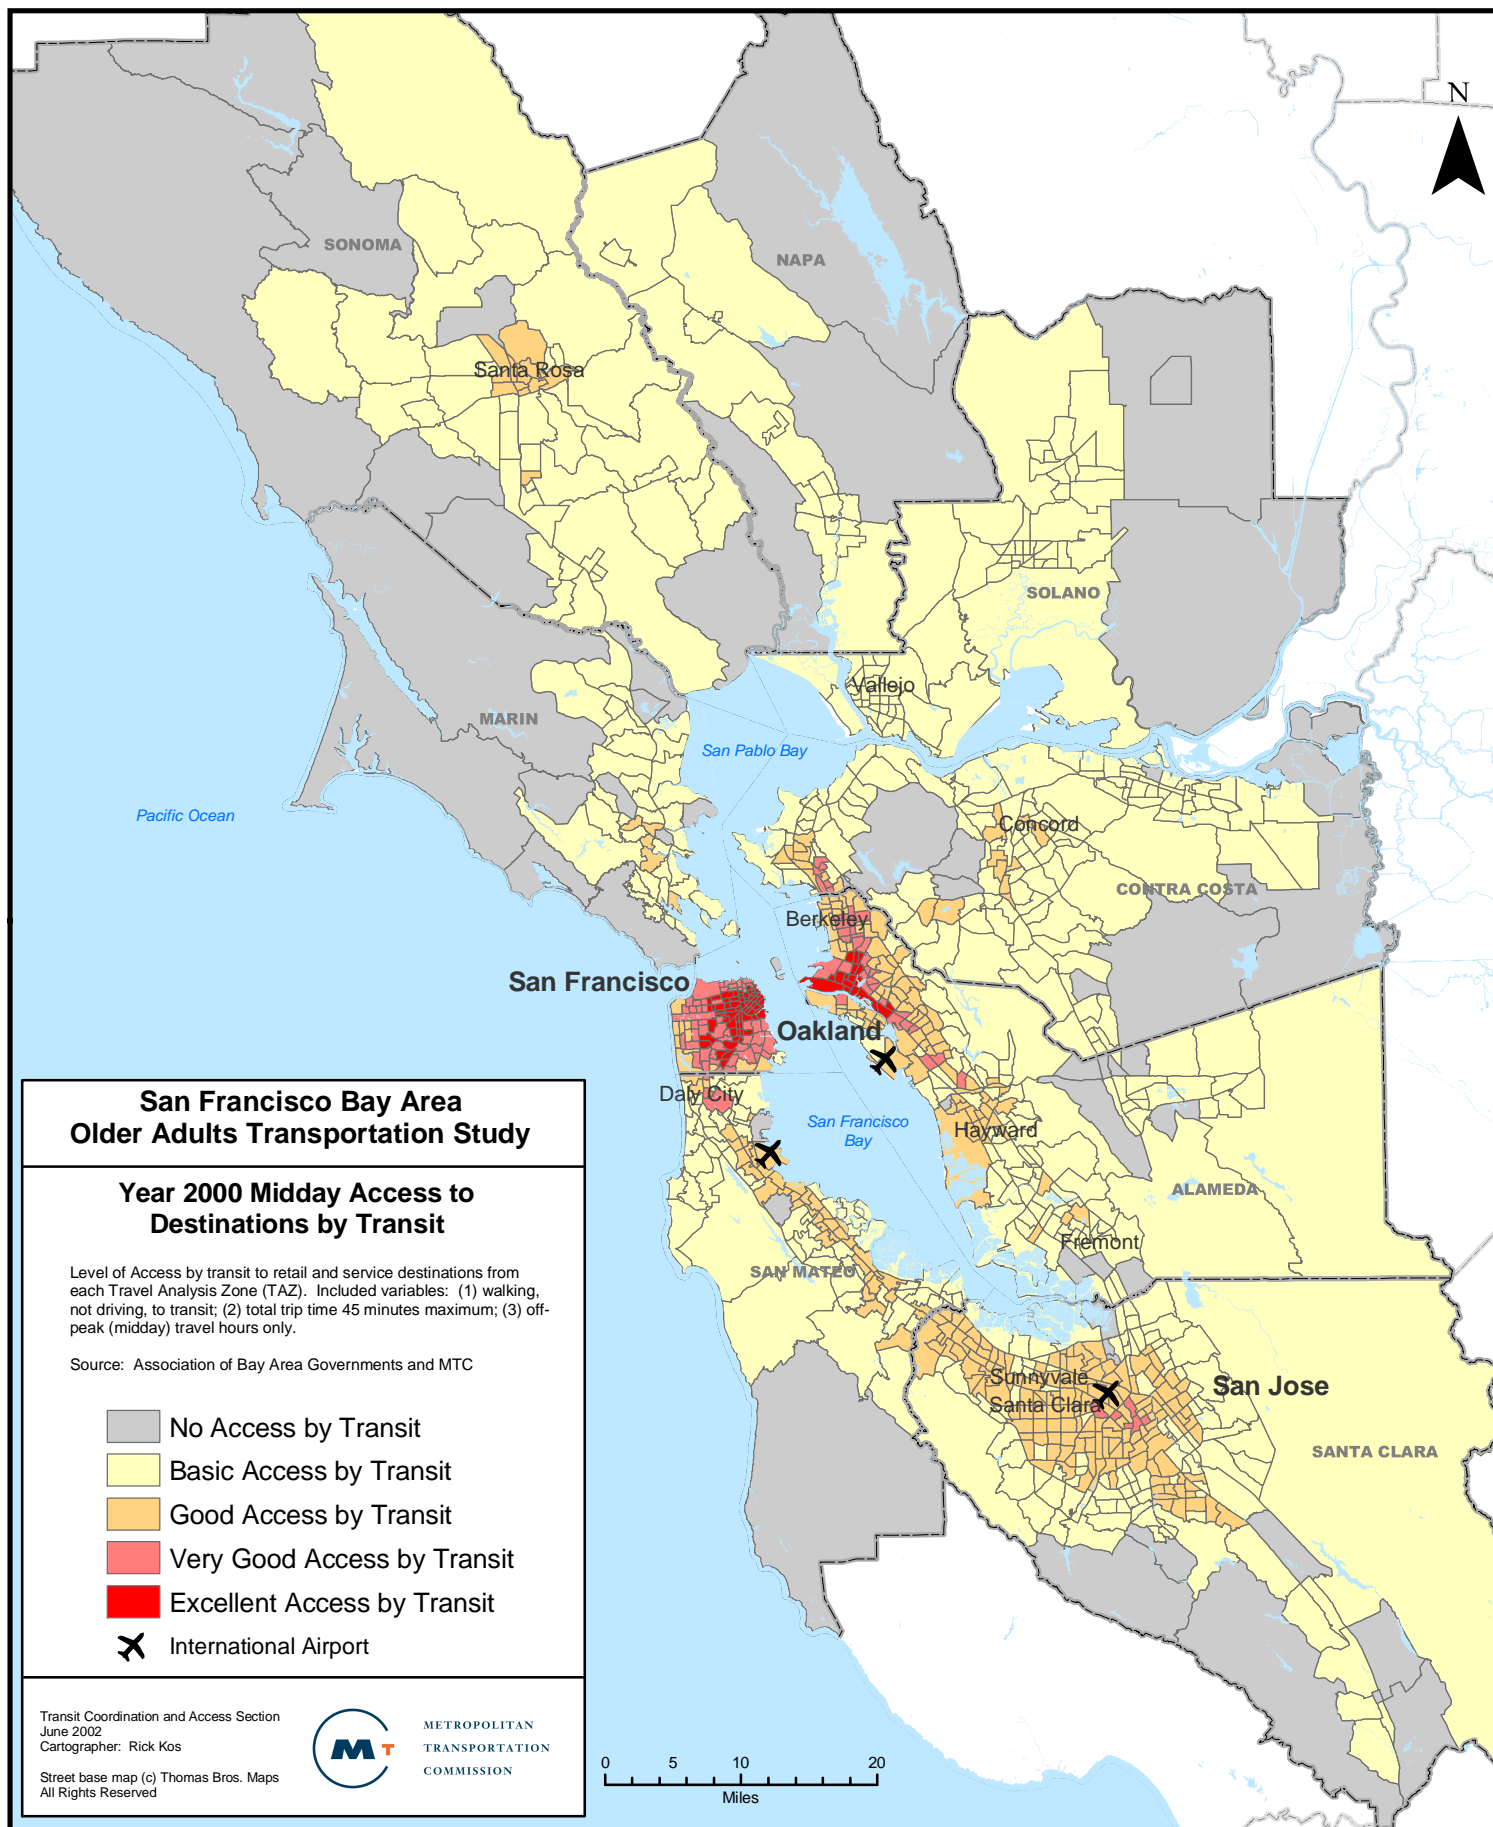 N
SONOMA
NAPA
Santa Rosa
SOLANO
Vallejo
MARIN
San Pablo Bay
Pacific Ocean
Concord
CONTRA COSTA
Berkeley
San Francisco
Oakland
Daly City
San Francisco
Bay
Hayward
ALAMEDA
Fremont
SAN MATEO
Sunnyvale
Santa Clara
San Jose
SANTA CLARA
San Francisco Bay Area
Older Adults Transportation Study
Year 2000 Midday Access to
Destinations by Transit
Level of Access by transit to retail and service destinations from
each Travel Analysis Zone (TAZ).  Included variables:  (1) walking,
not driving, to transit; (2) total trip time 45 minutes maximum; (3) off-
peak (midday) travel hours only.
Source:  Association of Bay Area Governments and MTC
No Access by Transit
Basic Access by Transit
Good Access by Transit
Very Good Access by Transit
Excellent Access by Transit
International Airport
Transit Coordination and Access Section
June 2002
Cartographer:  Rick Kos
Street base map (c) Thomas Bros. Maps
All Rights Reserved
M T
METROPOLITAN
TRANSPORTATION
COMMISSION
0 5 10 20
Miles